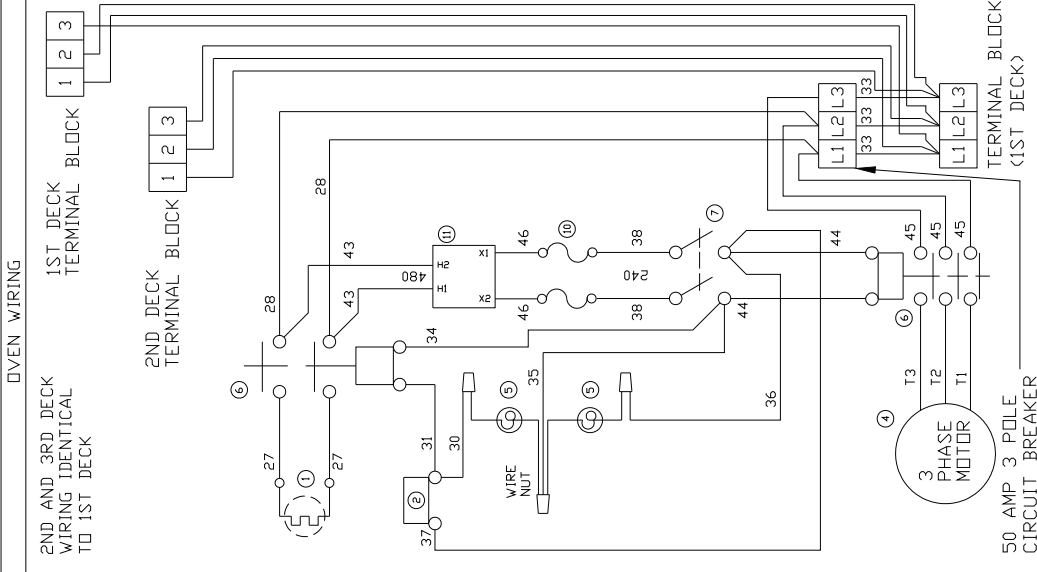 OVEN WIRING
2ND AND 3RD DECK
WIRING IDENTICAL
TO 1ST DECK
1ST DECK
TERMINAL BLOCK
1 2 3
2ND DECK
TERMINAL BLOCK
1 2 3
28
28
43
43
H2
H1
480
X1
X2
11
46
46
10
38
38
240
7
44
44
45
45
45
6
T3
T2
T1
4
3
PHASE
MOTOR
6
27
27
1
34
31
30
2
37
5
5
35
36
WIRE
NUT
L1 L2 L3
33
33
33
L1 L2 L3
TERMINAL BLOCK
(1ST DECK)
50 AMP 3 POLE
CIRCUIT BREAKER